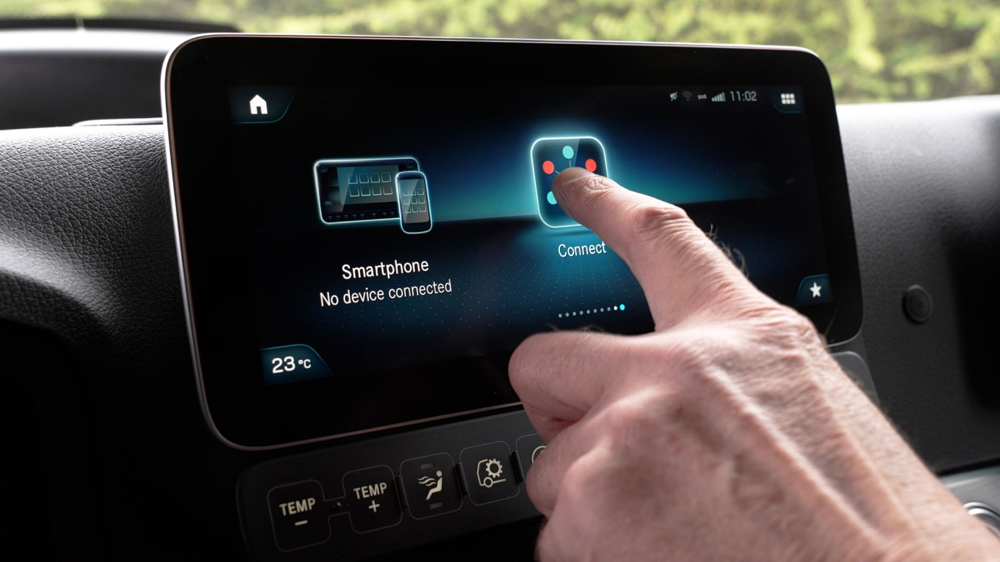 11:02
Connect
Smartphone
No device connected
23 °C
TEMP
−
TEMP
+